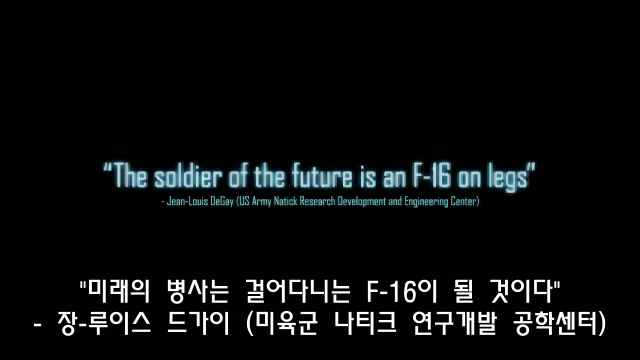 “The soldier of the future is an F-16 on legs”
- Jean-Louis DeGay (US Army Natick Research Development and Engineering Center)
"미래의 병사는 걸어다니는 F-16이 될 것이다"
- 장-루이스 드가이 (미육군 나티크 연구개발 공학센터)